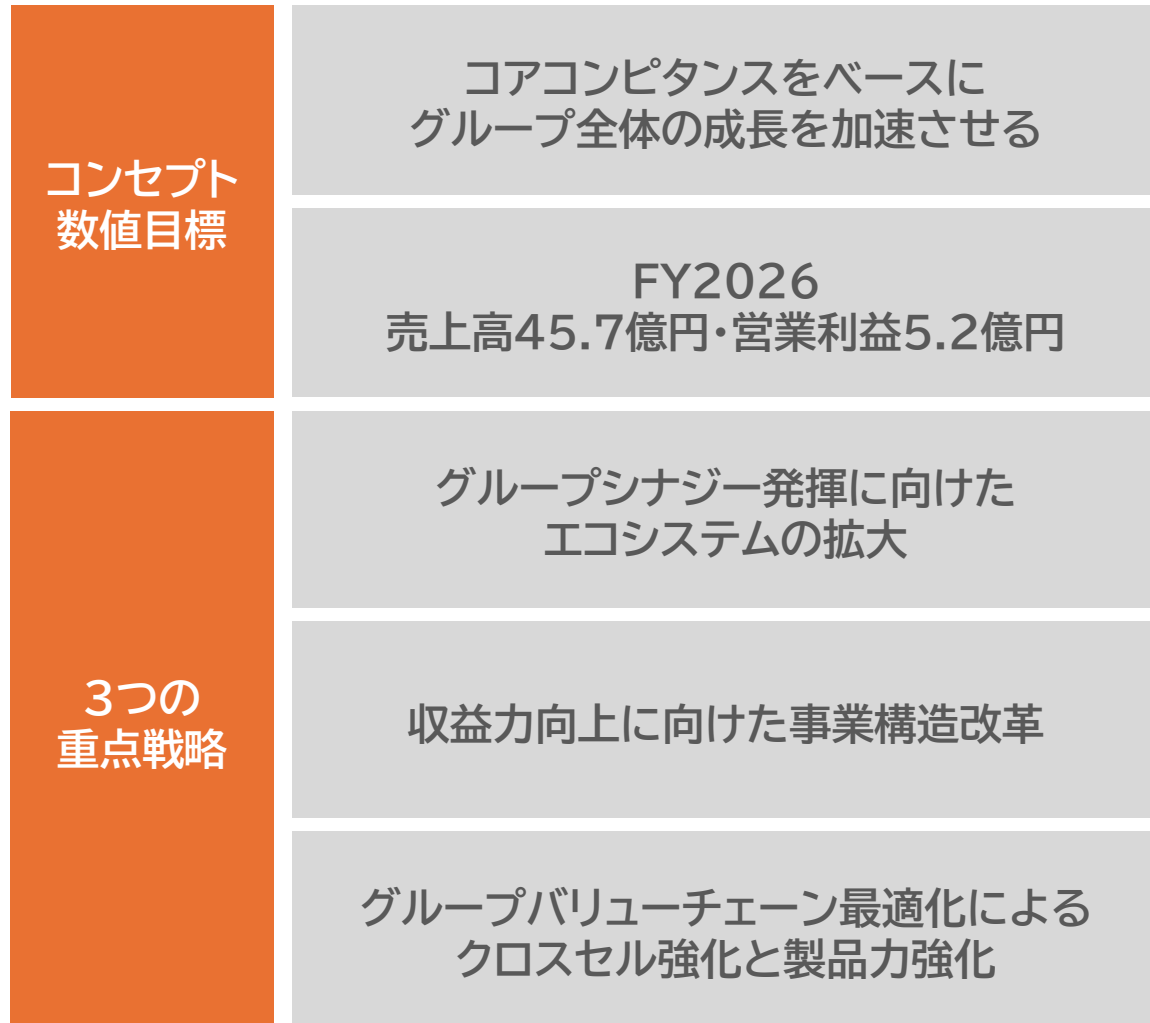 コンセプト
数値目標
コアコンピタンスをベースに
グループ全体の成長を加速させる
FY2026
売上高45.7億円・営業利益5.2億円
3つの
重点戦略
グループシナジー発揮に向けた
エコシステムの拡大
収益力向上に向けた事業構造改革
グループバリューチェーン最適化による
クロスセル強化と製品力強化